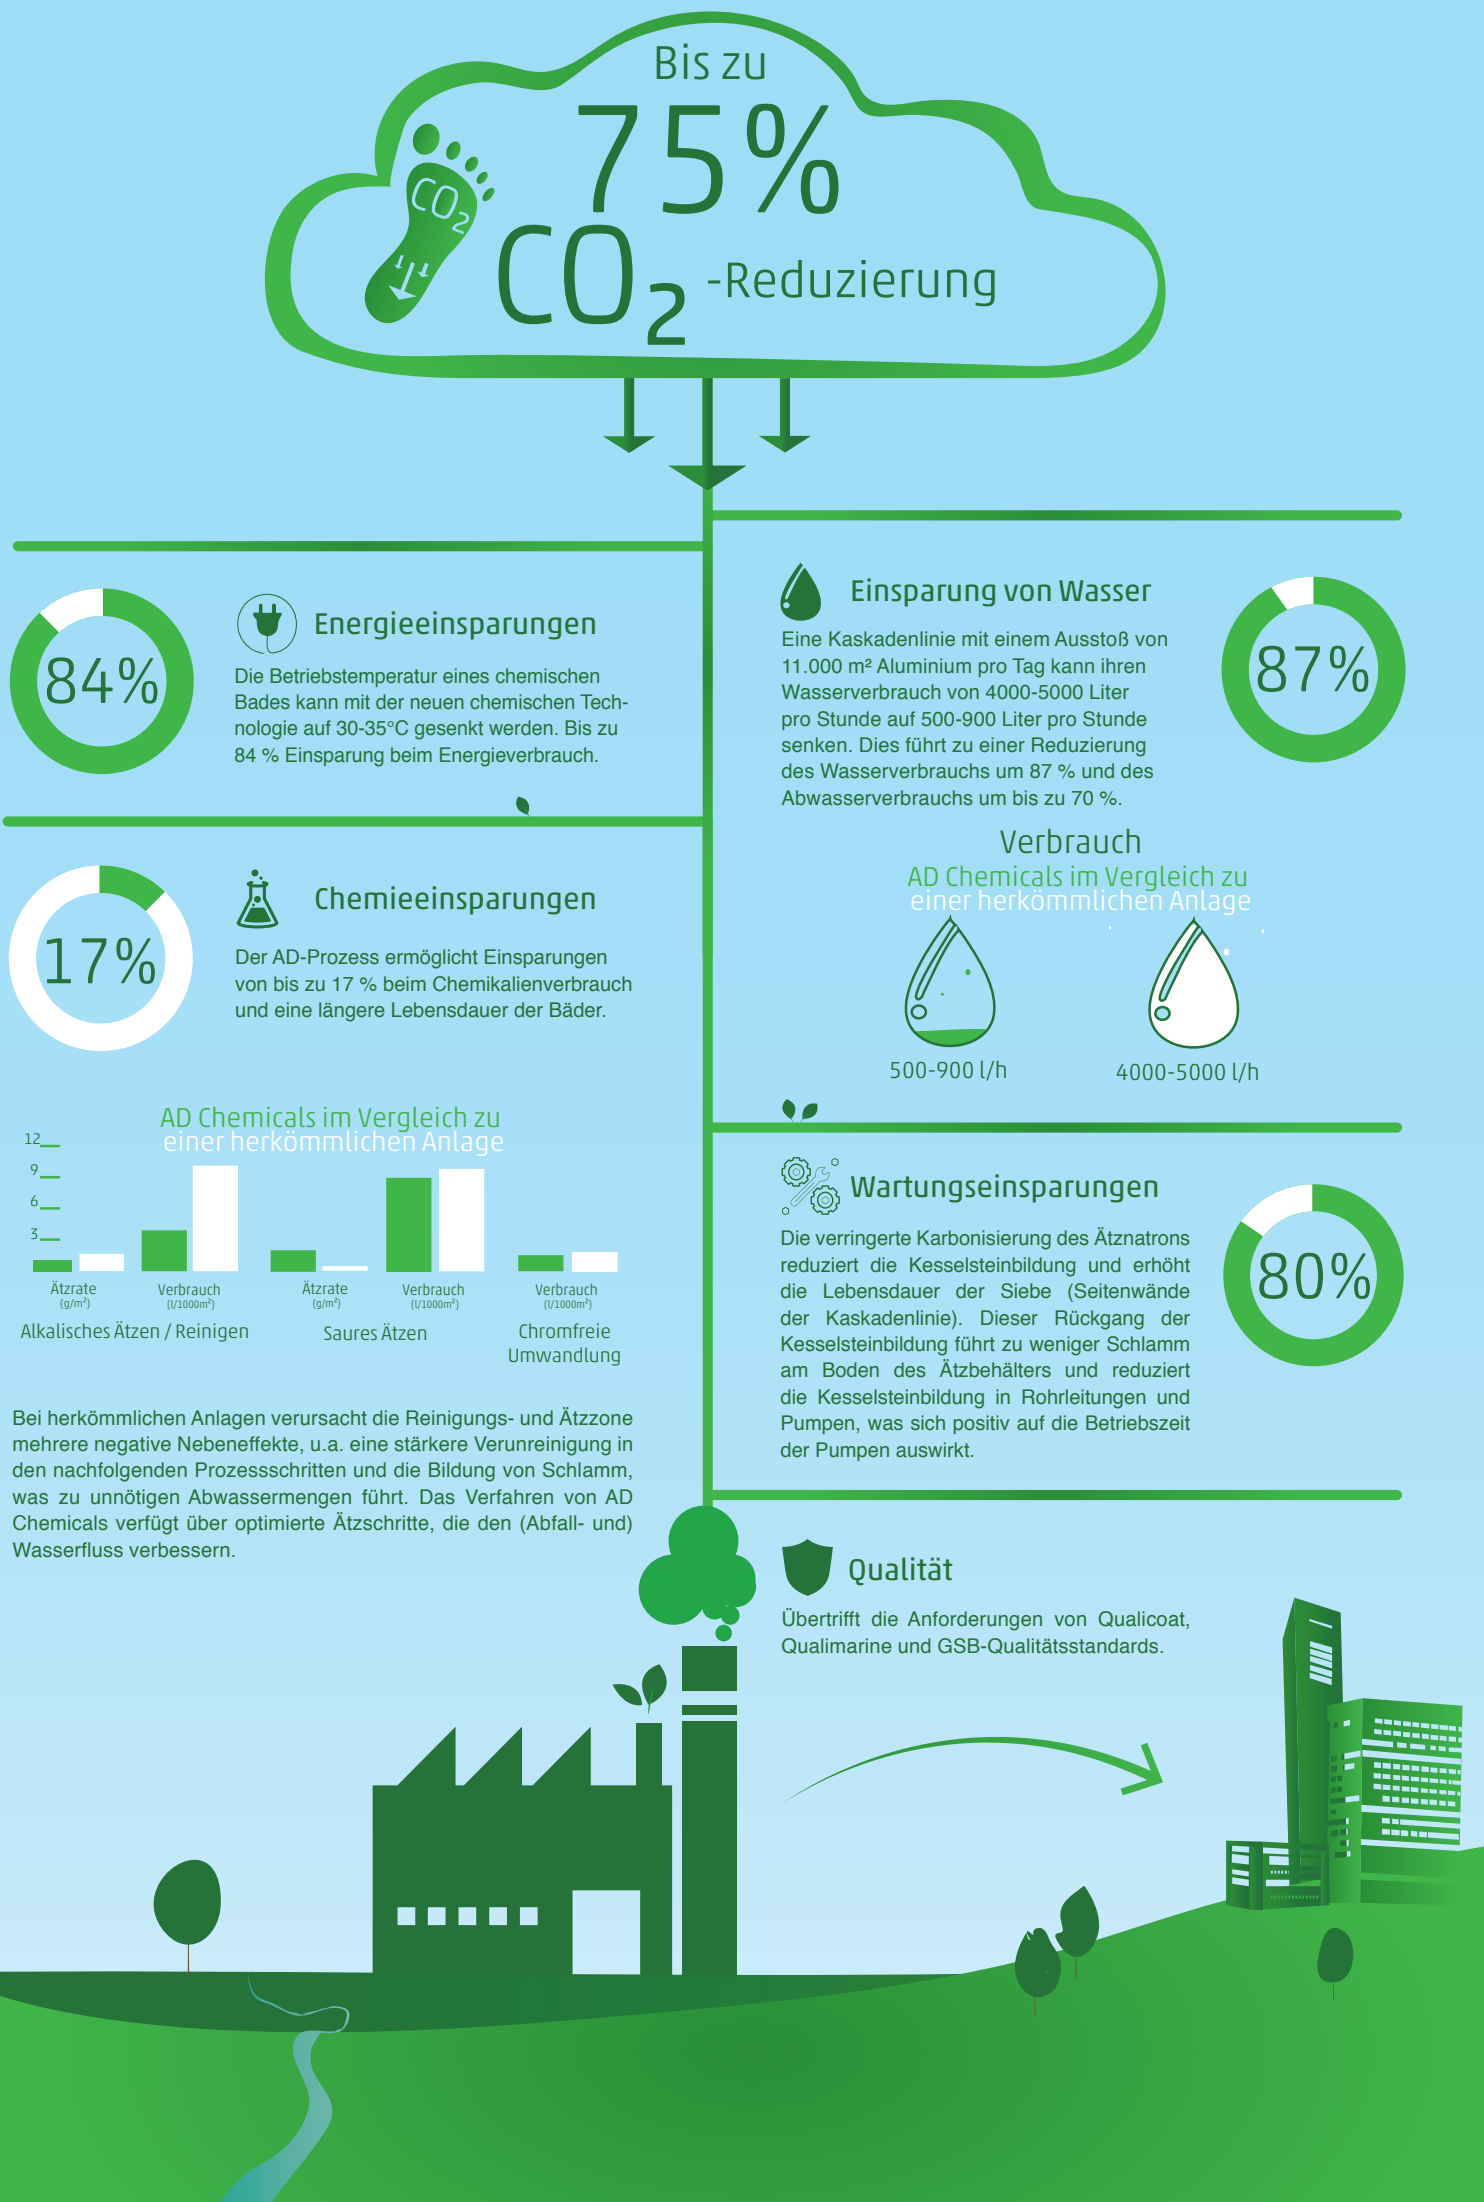 Bis zu
75%
CO₂
CO₂ -Reduzierung
84%
Energieeinsparungen
Die Betriebstemperatur eines chemischen
Bades kann mit der neuen chemischen Tech-
nologie auf 30-35°C gesenkt werden. Bis zu
84 % Einsparung beim Energieverbrauch.
17%
Chemieeinsparungen
Der AD-Prozess ermöglicht Einsparungen
von bis zu 17 % beim Chemikalienverbrauch
und eine längere Lebensdauer der Bäder.
AD Chemicals im Vergleich zu
einer herkömmlichen Anlage
12
9
6
3
Ätzrate
(g/m²)
Verbrauch
(l/1000m²)
Ätzrate
(g/m²)
Verbrauch
(l/1000m²)
Verbrauch
(l/1000m²)
Alkalisches Ätzen / Reinigen
Saures Ätzen
Chromfreie
Umwandlung
Bei herkömmlichen Anlagen verursacht die Reinigungs- und Ätzzone
mehrere negative Nebeneffekte, u.a. eine stärkere Verunreinigung in
den nachfolgenden Prozessschritten und die Bildung von Schlamm,
was zu unnötigen Abwassermengen führt. Das Verfahren von AD
Chemicals verfügt über optimierte Ätzschritte, die den (Abfall- und)
Wasserfluss verbessern.
Einsparung von Wasser
Eine Kaskadenlinie mit einem Ausstoß von
11.000 m² Aluminium pro Tag kann ihren
Wasserverbrauch von 4000-5000 Liter
pro Stunde auf 500-900 Liter pro Stunde
senken. Dies führt zu einer Reduzierung
des Wasserverbrauchs um 87 % und des
Abwasserverbrauchs um bis zu 70 %.
87%
Verbrauch
AD Chemicals im Vergleich zu
einer herkömmlichen Anlage
500-900 l/h
4000-5000 l/h
Wartungseinsparungen
Die verringerte Karbonisierung des Ätznatrons
reduziert die Kesselsteinbildung und erhöht
die Lebensdauer der Siebe (Seitenwände
der Kaskadenlinie). Dieser Rückgang der
Kesselsteinbildung führt zu weniger Schlamm
am Boden des Ätzbehälters und reduziert
die Kesselsteinbildung in Rohrleitungen und
Pumpen, was sich positiv auf die Betriebszeit
der Pumpen auswirkt.
80%
Qualität
Übertrifft die Anforderungen von Qualicoat,
Qualimarine und GSB-Qualitätsstandards.